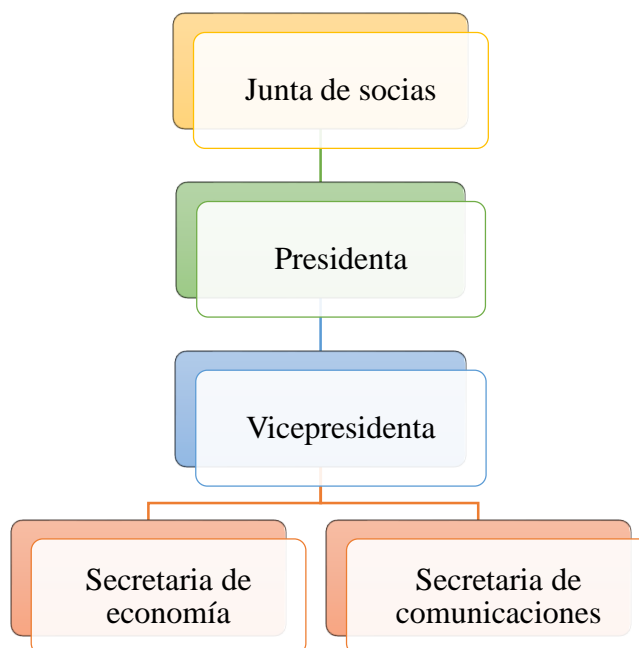 Junta de socias
Presidenta
Vicepresidenta
Secretaria de
economía
Secretaria de
comunicaciones